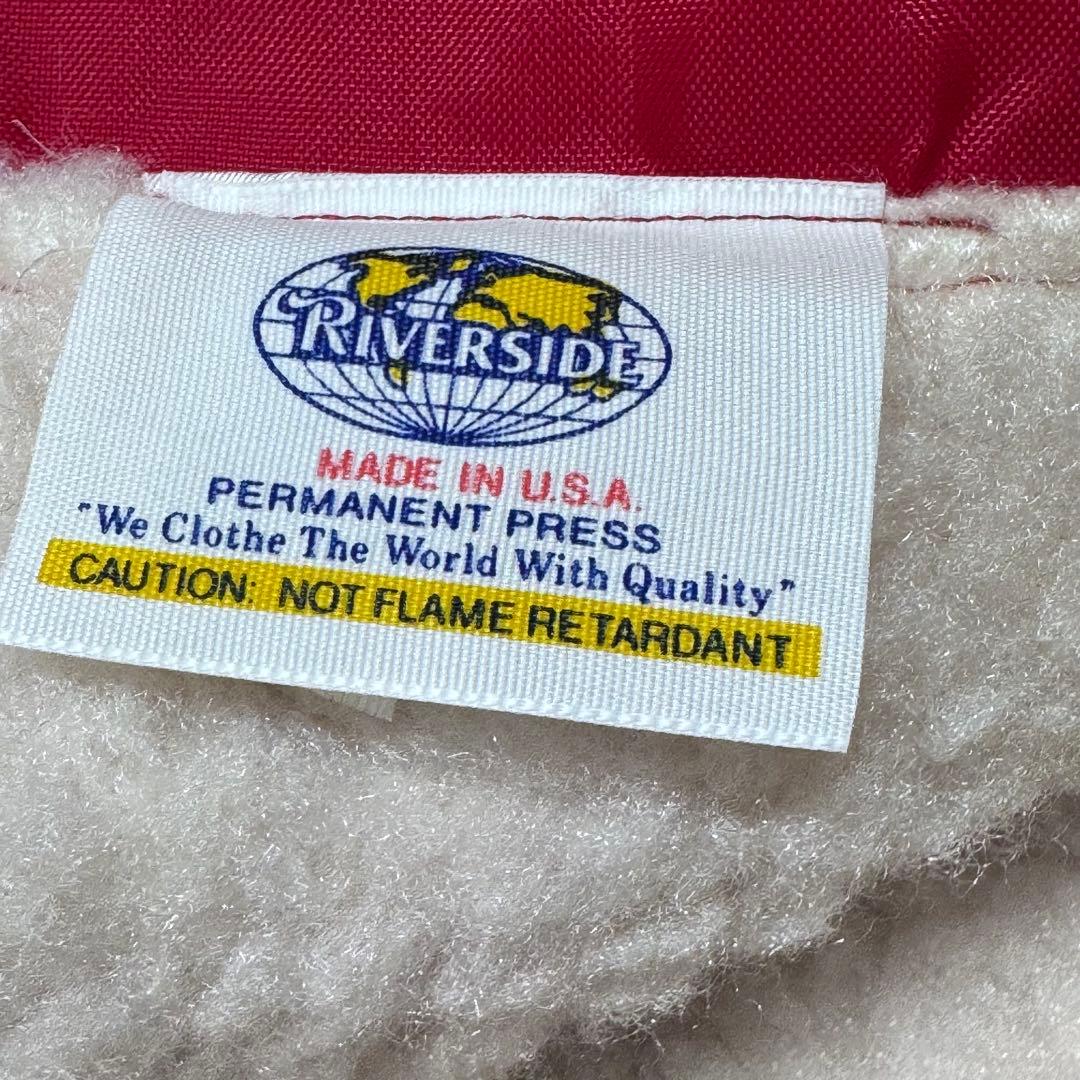 RIVERSIDE
MADE IN U.S.A.
PERMANENT PRESS
"We Clothe The World With Quality"
CAUTION: NOT FLAME RETARDANT